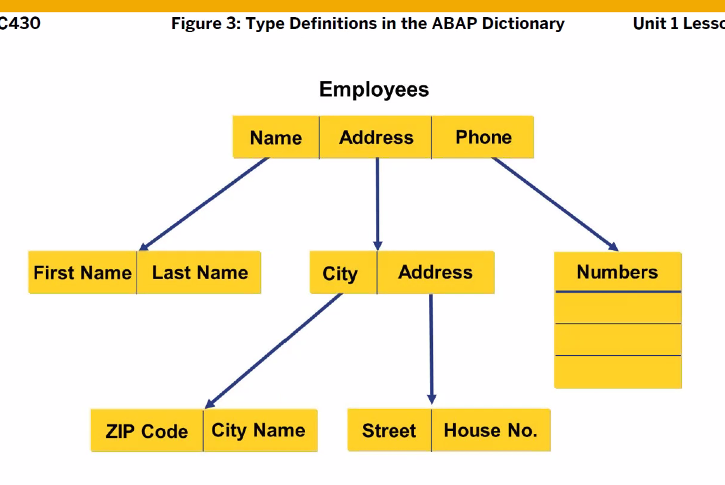 C430 Figure 3: Type Definitions in the ABAP Dictionary Unit 1 Lesso
Employees
Name Address Phone
First Name Last Name City Address Numbers
ZIP Code City Name Street House No.